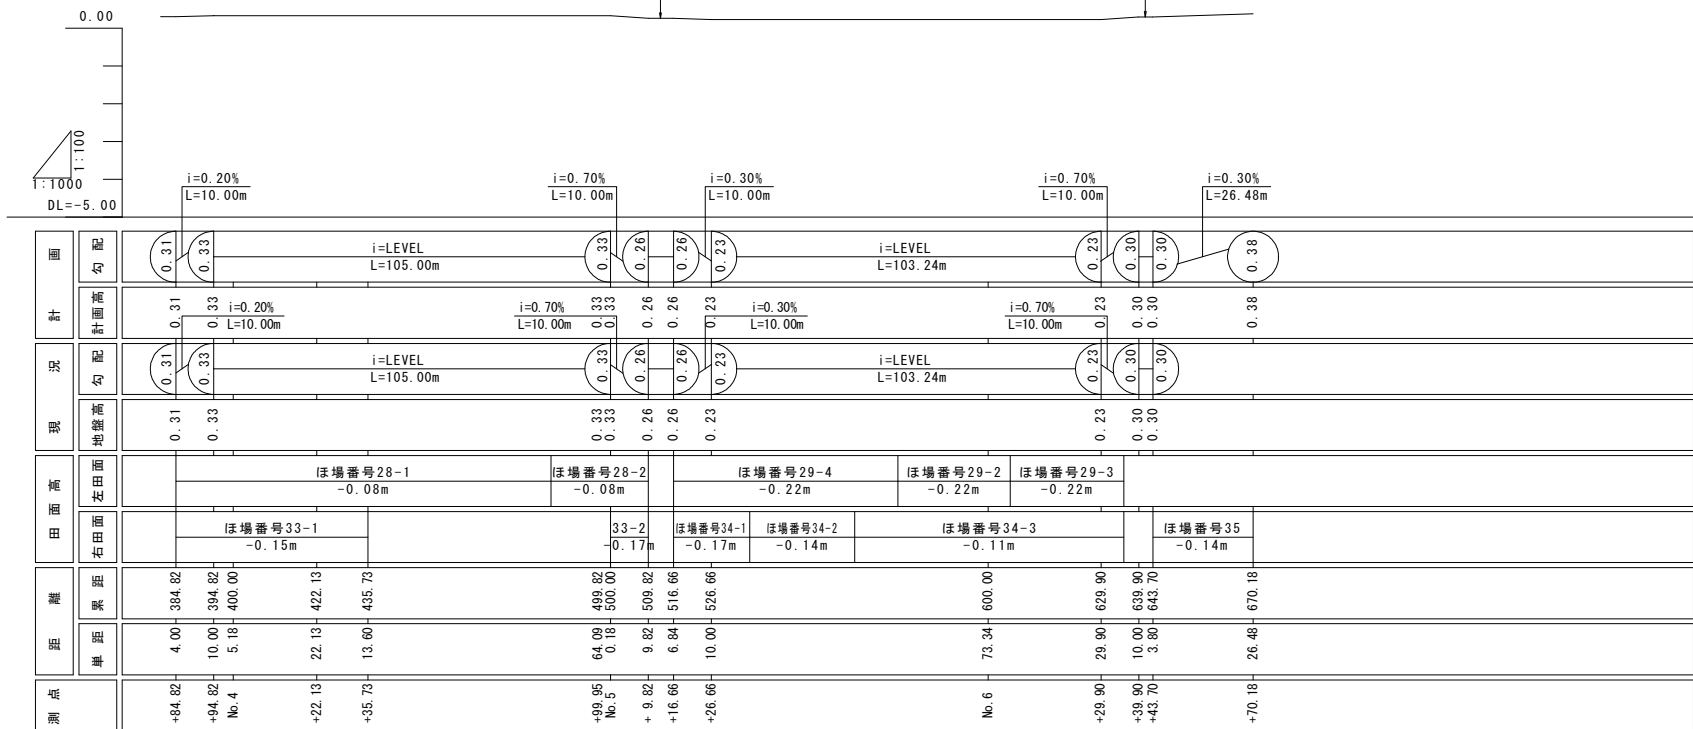 0.00
1:100
1:1000
DL=-5.00
i=0.20%
L=10.00m
i=0.70%
L=10.00m
i=0.30%
L=10.00m
i=0.70%
L=10.00m
i=0.30%
L=26.48m
計 画
勾 配
0.31
0.33
i=LEVEL
L=105.00m
0.33
0.26
0.26
0.23
i=LEVEL
L=103.24m
0.23
0.30
0.30
0.38
計画高
0.31
0.33
i=0.20%
L=10.00m
i=0.70%
L=10.00m
0.33
0.33
0.26
0.26
0.23
i=0.30%
L=10.00m
i=0.70%
L=10.00m
0.23
0.30
0.30
0.38
現 況
勾 配
0.31
0.33
i=LEVEL
L=105.00m
0.33
0.26
0.26
0.23
i=LEVEL
L=103.24m
0.23
0.30
0.30
地盤高
0.31
0.33
0.33
0.33
0.26
0.26
0.23
0.23
0.30
0.30
田 面 高
左田面
ほ場番号28-1
-0.08m
ほ場番号28-2
-0.08m
ほ場番号29-4
-0.22m
ほ場番号29-2
-0.22m
ほ場番号29-3
-0.22m
右田面
ほ場番号33-1
-0.15m
33-2
-0.17m
ほ場番号34-1
-0.17m
ほ場番号34-2
-0.14m
ほ場番号34-3
-0.11m
ほ場番号35
-0.14m
距 離
累 距
384.82
394.82
400.00
422.13
435.73
499.82
500.00
509.82
516.66
526.66
600.00
629.90
639.90
643.70
670.18
単 距
4.00
10.00
5.18
22.13
13.60
64.09
0.18
9.82
6.84
10.00
73.34
29.90
10.00
3.80
26.48
測 点
+84.82
+94.82
No.4
+22.13
+35.73
+99.95
No.5
+ 9.82
+16.66
+26.66
No.6
+29.90
+39.90
+43.70
+70.18